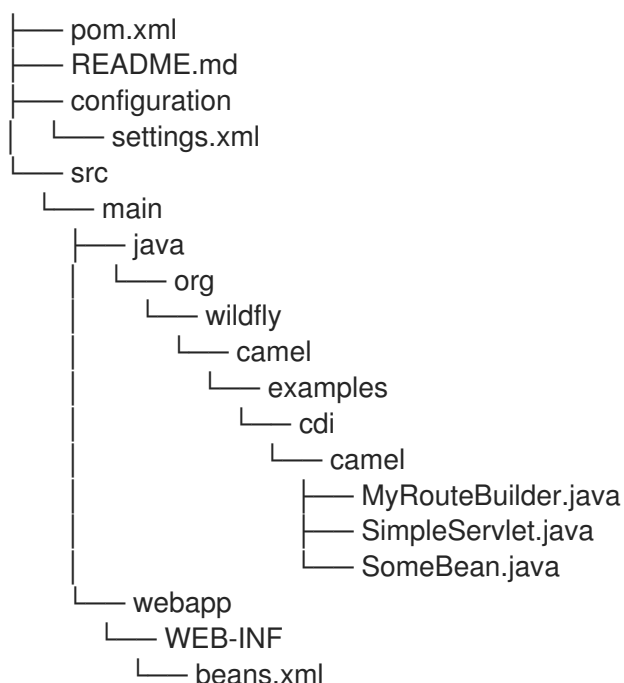 ├── pom.xml
├── README.md
├── configuration
│   └── settings.xml
└── src
    └── main
        ├── java
        │   └── org
        │       └── wildfly
        │           └── camel
        │               └── examples
        │                   └── cdi
        │                       └── camel
        │                           ├── MyRouteBuilder.java
        │                           ├── SimpleServlet.java
        │                           └── SomeBean.java
        └── webapp
            └── WEB-INF
                └── beans.xml